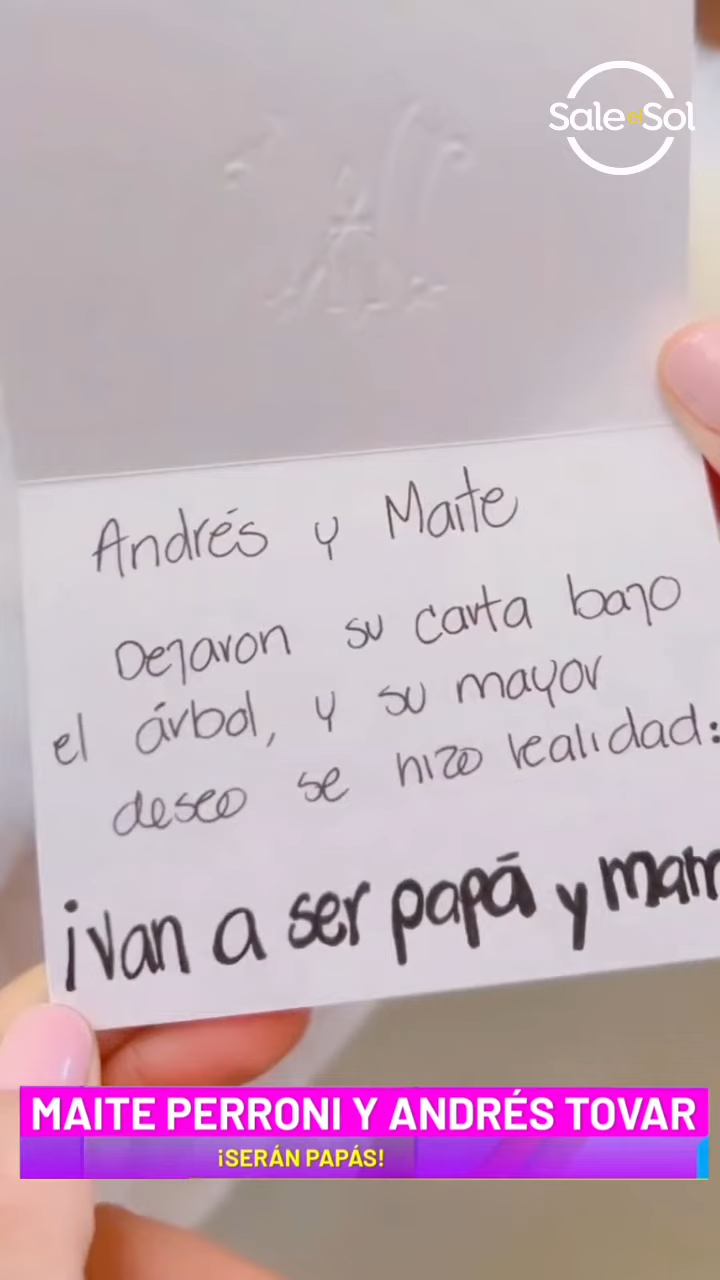 Sale el Sol
Andrés y Maite
Dejaron su carta bajo
el árbol, y su mayor
deseo se hizo realidad:
¡Van a ser papá y
MAITE PERRONI Y ANDRÉS TOVAR
¡SERÁN PAPÁS!